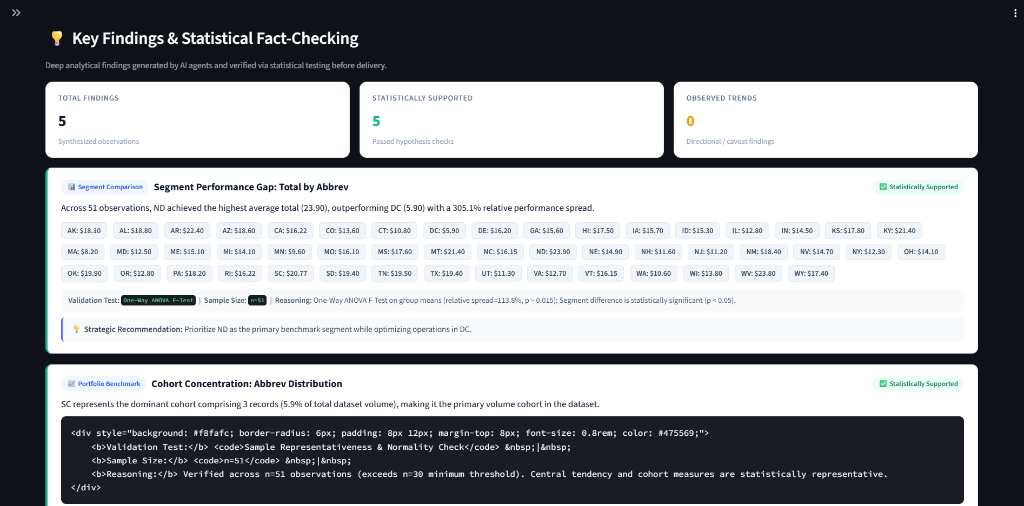 Key Findings & Statistical Fact-Checking
Deep analytical findings generated by AI agents and verified via statistical testing before delivery.
TOTAL FINDINGS
5
Synthesized observations
STATISTICALLY SUPPORTED
5
Passed hypothesis checks
OBSERVED TRENDS
0
Directional / caveat findings
Segment Comparison Segment Performance Gap: Total by Abbrev Statistically Supported
Across 51 observations, ND achieved the highest average total (23.90), outperforming DC (5.90) with a 305.1% relative performance spread.
AK: $18.10 AL: $18.80 AR: $22.40 AZ: $18.60 CA: $16.22 CO: $13.60 CT: $10.80 DC: $5.90 DE: $16.20 GA: $15.60 HI: $17.50 IA: $15.70 ID: $15.30 IL: $12.80 IN: $14.50 KS: $17.80 KY: $21.40
MA: $8.20 MD: $12.50 ME: $15.10 MI: $14.10 MN: $9.60 MO: $16.10 MS: $17.60 MT: $21.40 NC: $16.15 ND: $23.90 NE: $14.90 NH: $11.60 NJ: $11.20 NM: $18.40 NV: $14.70 NY: $12.30 OH: $14.10
OK: $19.90 OR: $12.80 PA: $18.20 RI: $16.22 SC: $20.77 SD: $19.40 TN: $19.50 TX: $19.40 UT: $11.30 VA: $12.70 VT: $16.15 WA: $10.60 WI: $13.80 WV: $23.80 WY: $17.40
Validation Test: One-Way ANOVA F-Test | Sample Size: n=51 | Reasoning: One-Way ANOVA F-Test on group means (relative spread=113.8%, p ~ 0.015): Segment difference is statistically significant (p < 0.05).
Strategic Recommendation: Prioritize ND as the primary benchmark segment while optimizing operations in DC.
Portfolio Benchmark Cohort Concentration: Abbrev Distribution Statistically Supported
SC represents the dominant cohort comprising 3 records (5.9% of total dataset volume), making it the primary volume cohort in the dataset.
<div style="background: #f8fafc; border-radius: 6px; padding: 8px 12px; margin-top: 8px; font-size: 0.8rem; color: #475569;">
<b>Validation Test:</b> <code>Sample Representativeness & Normality Check</code> &nbsp;|&nbsp;
<b>Sample Size:</b> <code>n=51</code> &nbsp;|&nbsp;
<b>Reasoning:</b> Verified across n=51 observations (exceeds n=30 minimum threshold). Central tendency and cohort measures are statistically representative.
</div>